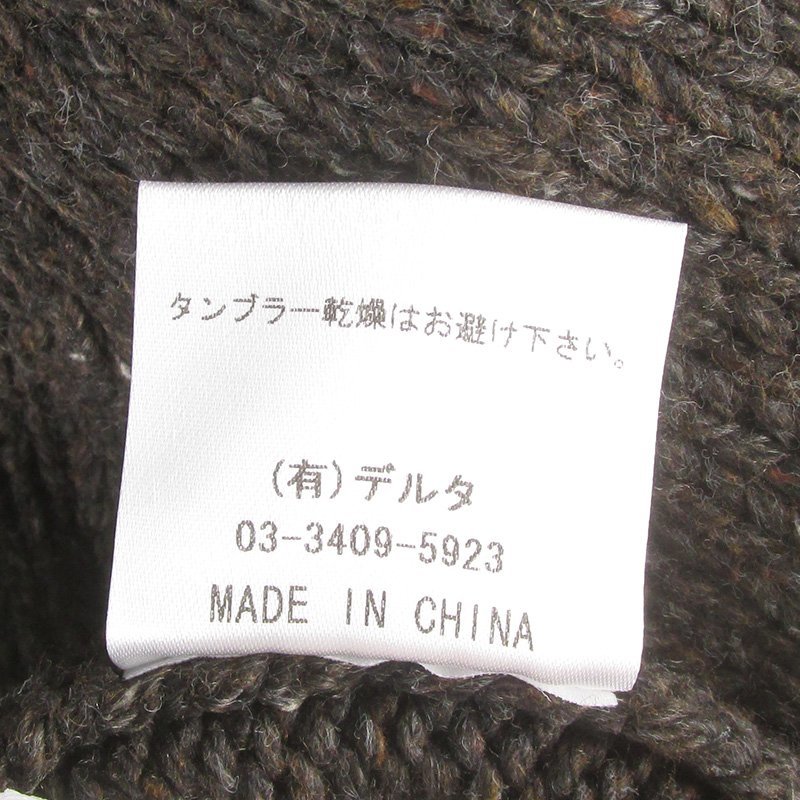 タンブラー乾燥はお避け下さい。
(有)デルタ
03-3409-5923
MADE IN CHINA